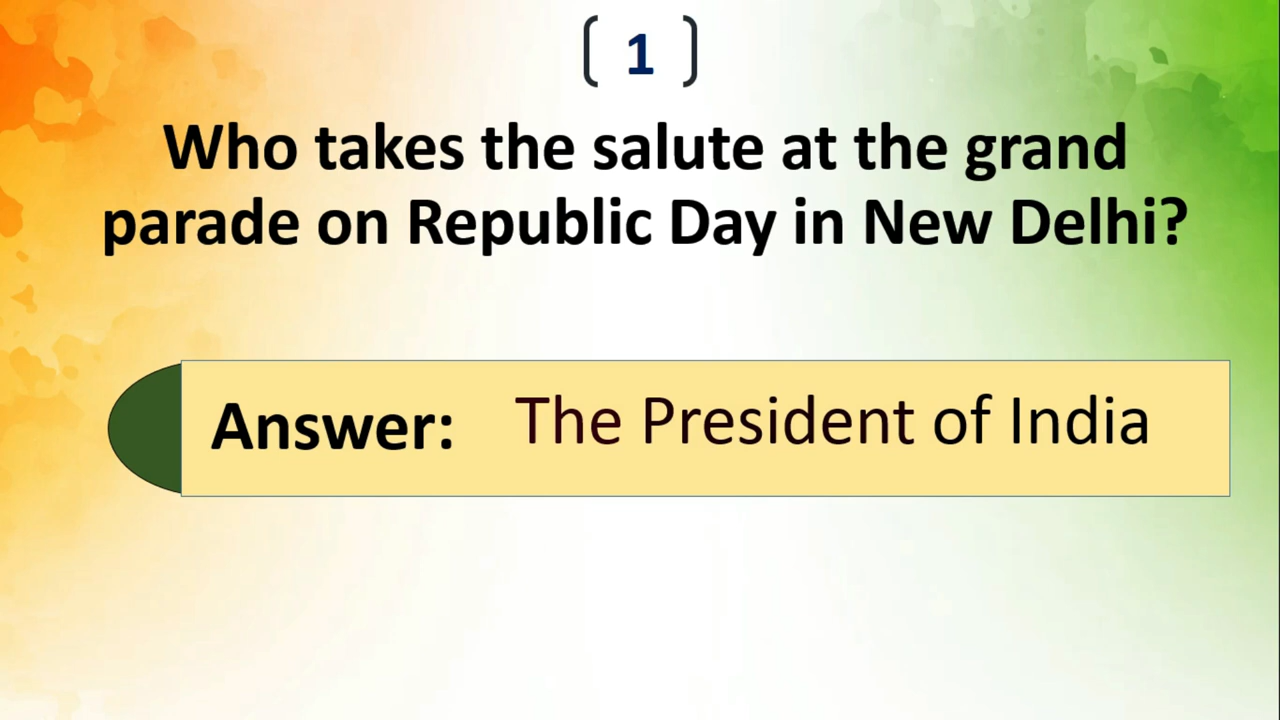 [ 1 ]
Who takes the salute at the grand
parade on Republic Day in New Delhi?
Answer: The President of India